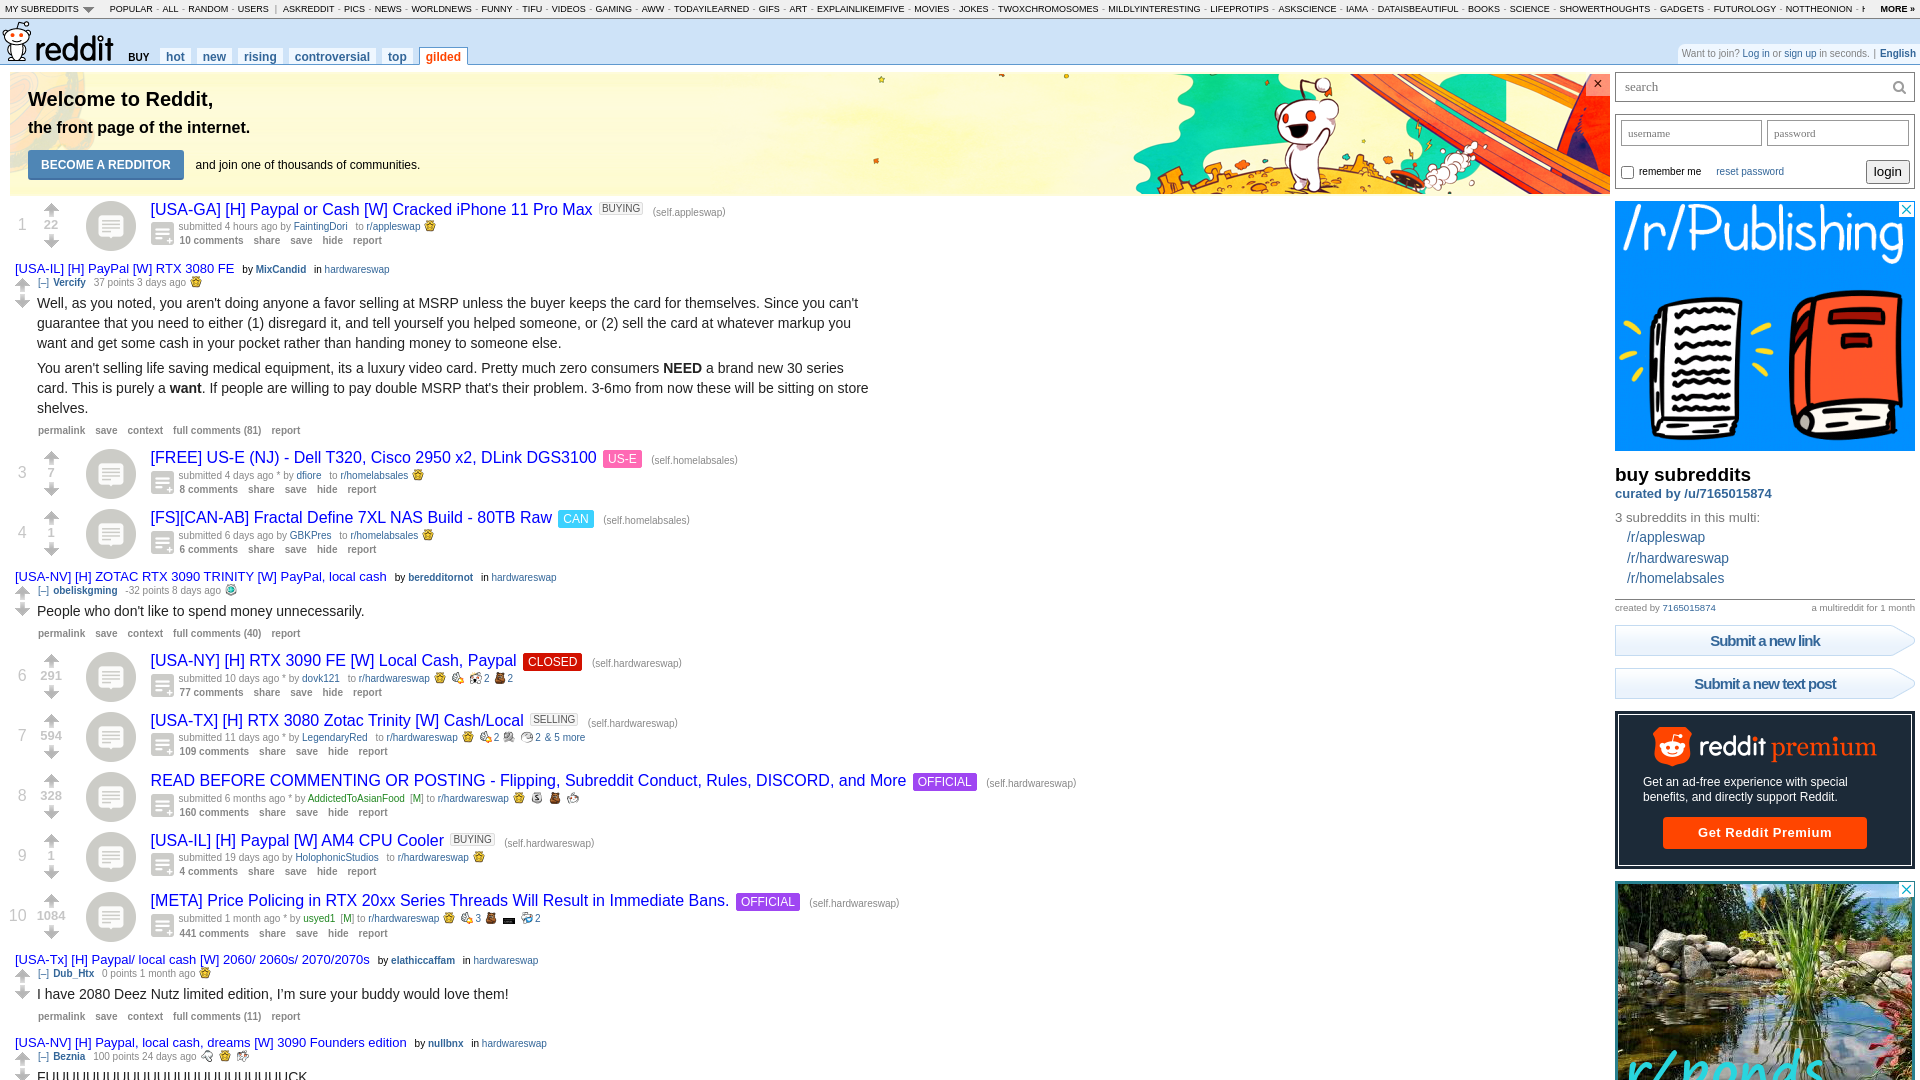 MY SUBREDDITS POPULAR - ALL - RANDOM - USERS | ASKREDDIT - PICS - NEWS - WORLDNEWS - FUNNY - TIFU - VIDEOS - GAMING - AWW - TODAYILEARNED - GIFS - ART - EXPLAINLIKEIMFIVE - MOVIES - JOKES - TWOXCHROMOSOMES - MILDLYINTERESTING - LIFEPROTIPS - ASKSCIENCE - IAMA - DATAISBEAUTIFUL - BOOKS - SCIENCE - SHOWERTHOUGHTS - GADGETS - FUTUROLOGY - NOTTHEONION - MORE »
reddit BUY hot new rising controversial top gilded
Want to join? Log in or sign up in seconds. | English
Welcome to Reddit,
the front page of the internet.
BECOME A REDDITOR and join one of thousands of communities.
×
1
22
[USA-GA] [H] Paypal or Cash [W] Cracked iPhone 11 Pro Max BUYING (self.appleswap)
submitted 4 hours ago by FaintingDori to r/appleswap
10 comments share save hide report
[USA-IL] [H] PayPal [W] RTX 3080 FE by MixCandid in hardwareswap
[–] Vercify 37 points 3 days ago
Well, as you noted, you aren't doing anyone a favor selling at MSRP unless the buyer keeps the card for themselves. Since you can't
guarantee that you need to either (1) disregard it, and tell yourself you helped someone, or (2) sell the card at whatever markup you
want and get some cash in your pocket rather than handing money to someone else.
You aren't selling life saving medical equipment, its a luxury video card. Pretty much zero consumers NEED a brand new 30 series
card. This is purely a want. If people are willing to pay double MSRP that's their problem. 3-6mo from now these will be sitting on store
shelves.
permalink save context full comments (81) report
3
7
[FREE] US-E (NJ) - Dell T320, Cisco 2950 x2, DLink DGS3100 US-E (self.homelabsales)
submitted 4 days ago * by dfiore to r/homelabsales
8 comments share save hide report
4
1
[FS][CAN-AB] Fractal Define 7XL NAS Build - 80TB Raw CAN (self.homelabsales)
submitted 6 days ago by GBKPres to r/homelabsales
6 comments share save hide report
[USA-NV] [H] ZOTAC RTX 3090 TRINITY [W] PayPal, local cash by beredditornot in hardwareswap
[–] obeliskgming -32 points 8 days ago
People who don't like to spend money unnecessarily.
permalink save context full comments (40) report
6
291
[USA-NY] [H] RTX 3090 FE [W] Local Cash, Paypal CLOSED (self.hardwareswap)
submitted 10 days ago * by dovk121 to r/hardwareswap 2 2
77 comments share save hide report
7
594
[USA-TX] [H] RTX 3080 Zotac Trinity [W] Cash/Local SELLING (self.hardwareswap)
submitted 11 days ago * by LegendaryRed to r/hardwareswap 2 2 & 5 more
109 comments share save hide report
8
328
READ BEFORE COMMENTING OR POSTING - Flipping, Subreddit Conduct, Rules, DISCORD, and More OFFICIAL (self.hardwareswap)
submitted 6 months ago * by AddictedToAsianFood [M] to r/hardwareswap
160 comments share save hide report
9
1
[USA-IL] [H] Paypal [W] AM4 CPU Cooler BUYING (self.hardwareswap)
submitted 19 days ago by HolophonicStudios to r/hardwareswap
4 comments share save hide report
10
1084
[META] Price Policing in RTX 20xx Series Threads Will Result in Immediate Bans. OFFICIAL (self.hardwareswap)
submitted 1 month ago * by usyed1 [M] to r/hardwareswap 3 2
441 comments share save hide report
[USA-Tx] [H] Paypal/ local cash [W] 2060/ 2060s/ 2070/2070s by elathiccaffam in hardwareswap
[–] Dub_Htx 0 points 1 month ago
I have 2080 Deez Nutz limited edition, I'm sure your buddy would love them!
permalink save context full comments (11) report
[USA-NV] [H] Paypal, local cash, dreams [W] 3090 Founders edition by nullbnx in hardwareswap
[–] Beznia 100 points 24 days ago
search
username password
remember me reset password login
/r/Publishing
buy subreddits
curated by /u/7165015874
3 subreddits in this multi:
/r/appleswap
/r/hardwareswap
/r/homelabsales
created by 7165015874 a multireddit for 1 month
Submit a new link
Submit a new text post
reddit premium
Get an ad-free experience with special
benefits, and directly support Reddit.
Get Reddit Premium
r/ponds